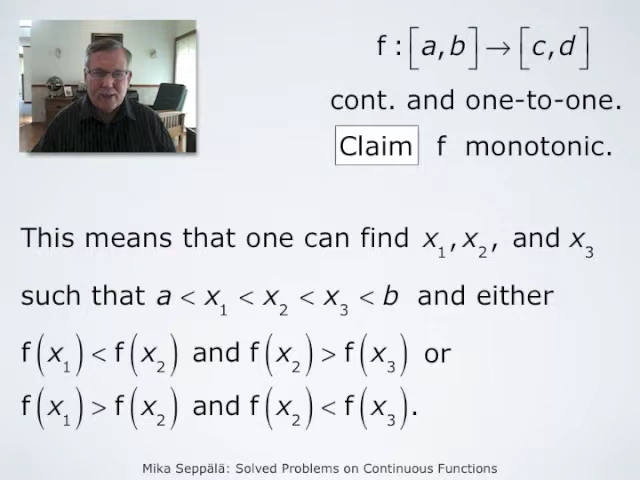 f : [a, b] → [c, d]
cont. and one-to-one.
Claim f monotonic.
This means that one can find x₁, x₂, and x₃
such that a < x₁ < x₂ < x₃ < b and either
f(x₁) < f(x₂) and f(x₂) > f(x₃) or
f(x₁) > f(x₂) and f(x₂) < f(x₃).
Mika Seppälä: Solved Problems on Continuous Functions